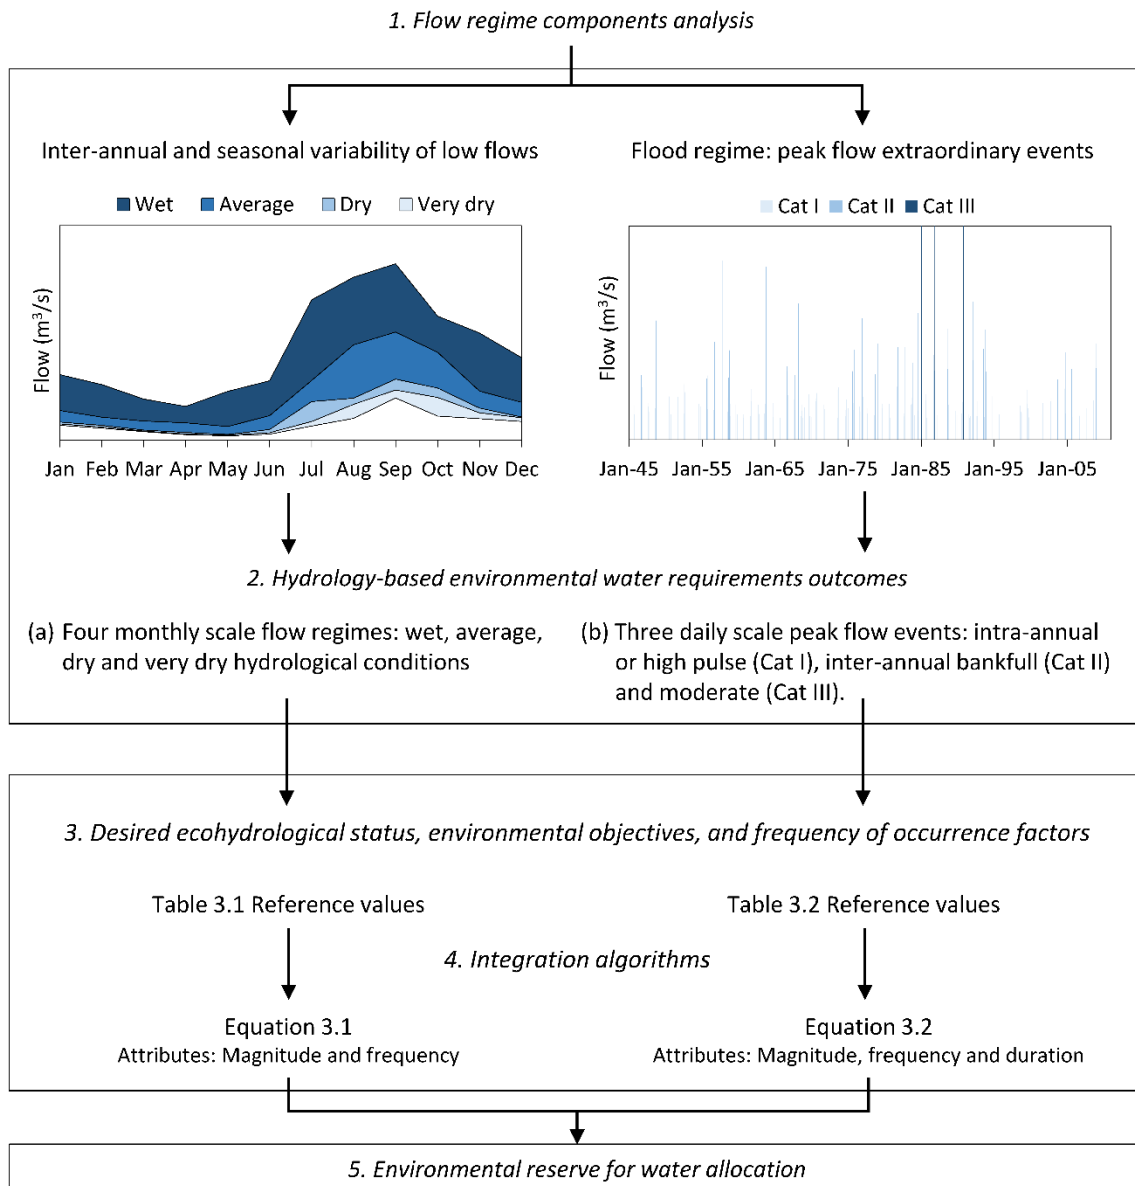 1. Flow regime components analysis
Inter-annual and seasonal variability of low flows
Wet Average Dry Very dry
Flow (m³/s)
Jan Feb Mar Apr May Jun Jul Aug Sep Oct Nov Dec
Flood regime: peak flow extraordinary events
Cat I Cat II Cat III
Flow (m³/s)
Jan-45 Jan-55 Jan-65 Jan-75 Jan-85 Jan-95 Jan-05
2. Hydrology-based environmental water requirements outcomes
(a) Four monthly scale flow regimes: wet, average,
dry and very dry hydrological conditions
(b) Three daily scale peak flow events: intra-annual
or high pulse (Cat I), inter-annual bankfull (Cat II)
and moderate (Cat III).
3. Desired ecohydrological status, environmental objectives, and frequency of occurrence factors
Table 3.1 Reference values
Table 3.2 Reference values
4. Integration algorithms
Equation 3.1
Attributes: Magnitude and frequency
Equation 3.2
Attributes: Magnitude, frequency and duration
5. Environmental reserve for water allocation